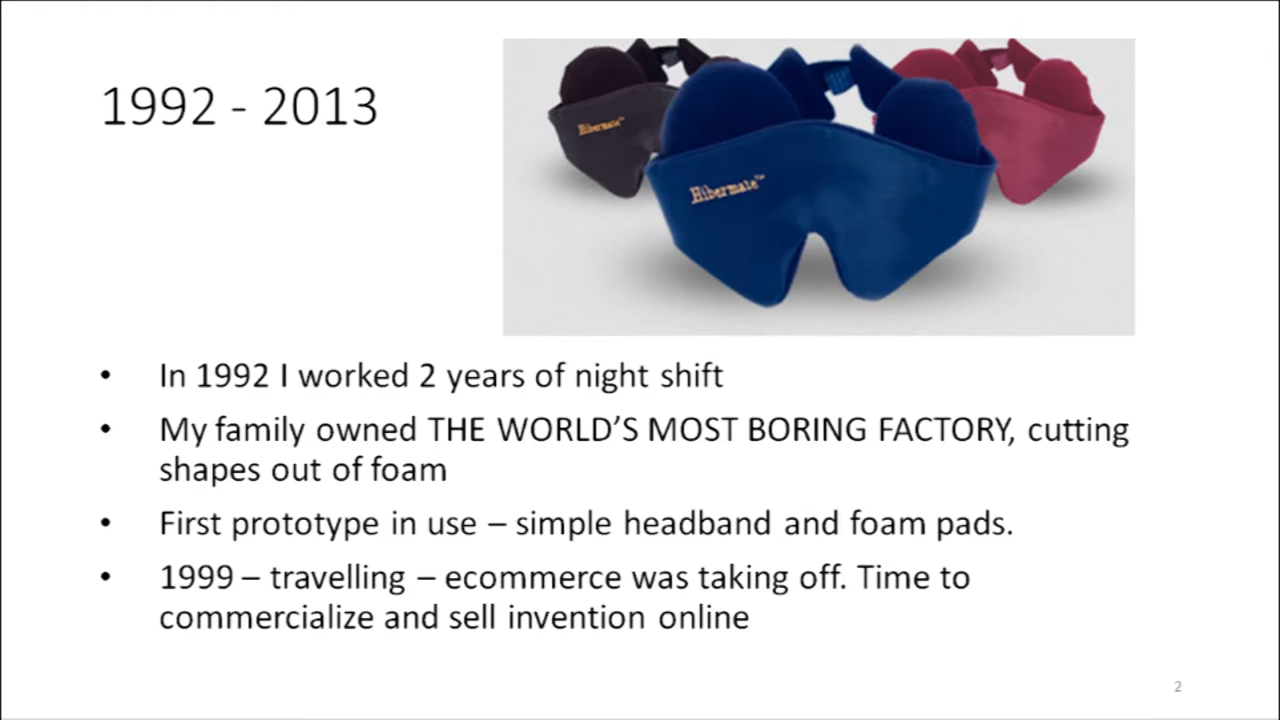 1992 - 2013
Hibermate™
Hibermate™
• In 1992 I worked 2 years of night shift
• My family owned THE WORLD’S MOST BORING FACTORY, cutting
shapes out of foam
• First prototype in use – simple headband and foam pads.
• 1999 – travelling – ecommerce was taking off. Time to
commercialize and sell invention online
2